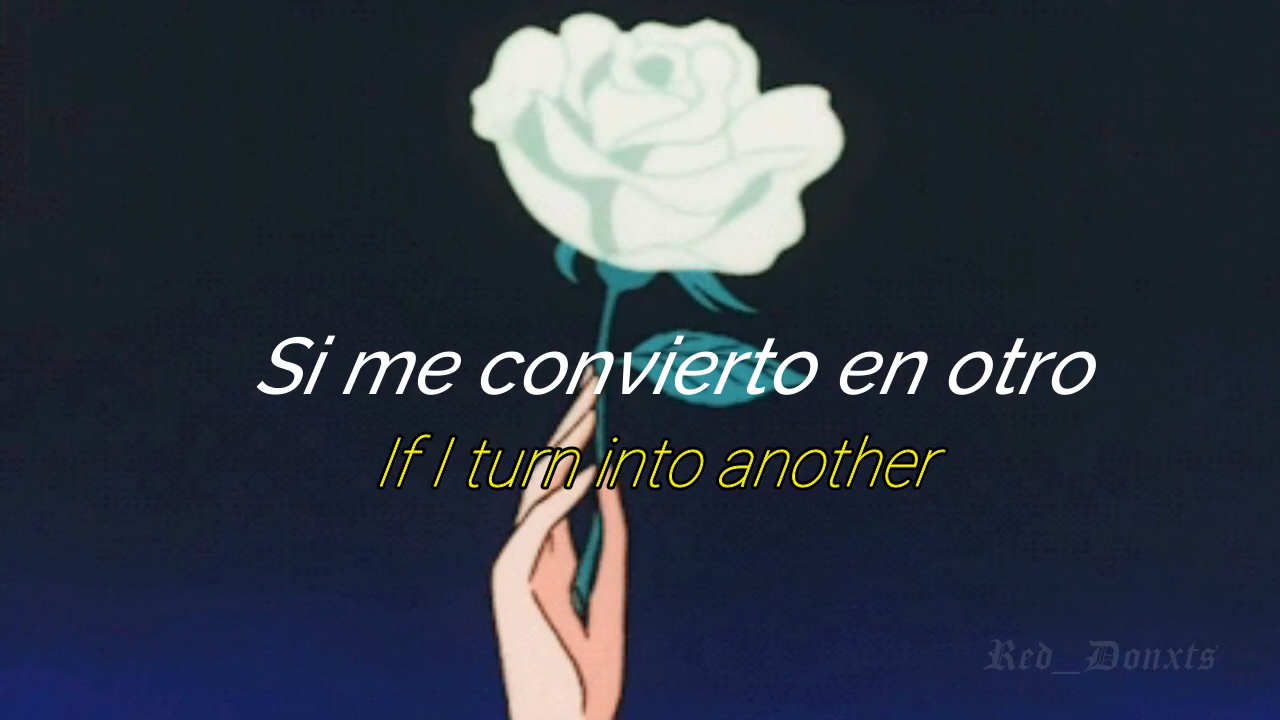 Si me convierto en otro
If I turn into another
Red_Donxts